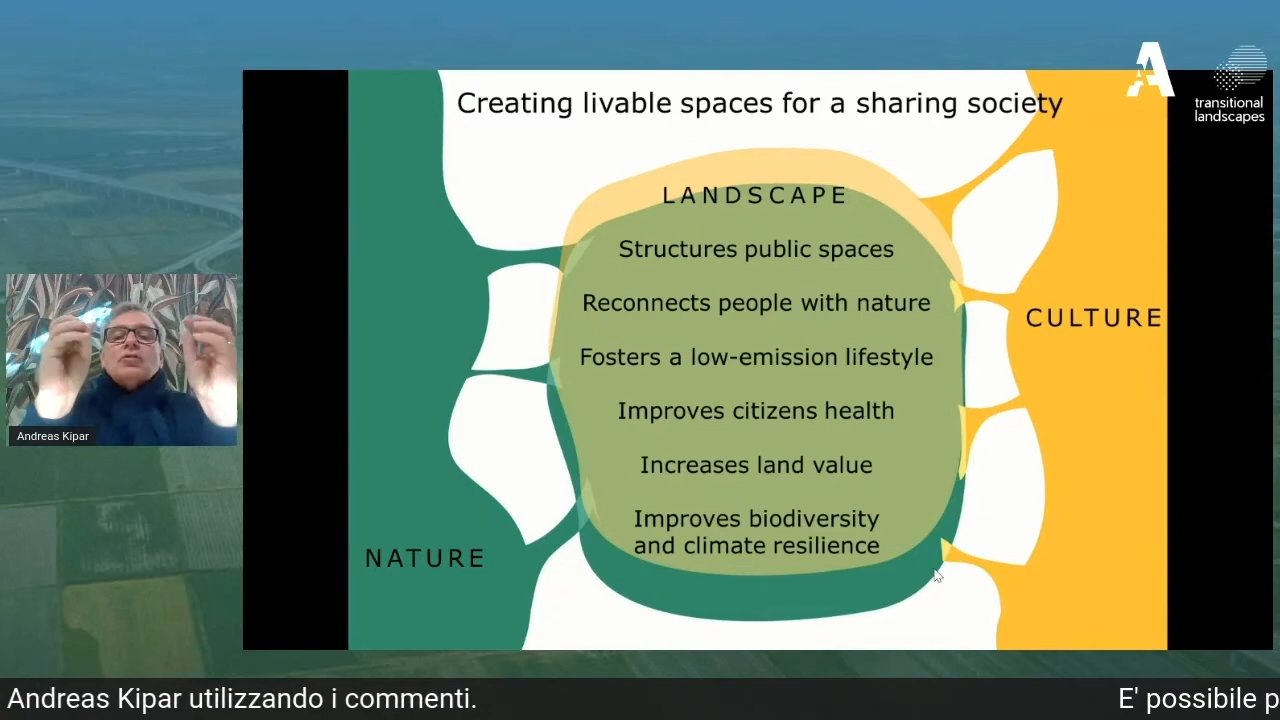 A
transitional
landscapes
Creating livable spaces for a sharing society
LANDSCAPE
Structures public spaces
Reconnects people with nature
Fosters a low-emission lifestyle
Improves citizens health
Increases land value
Improves biodiversity
and climate resilience
CULTURE
NATURE
Andreas Kipar
Andreas Kipar utilizzando i commenti.
E' possibile p